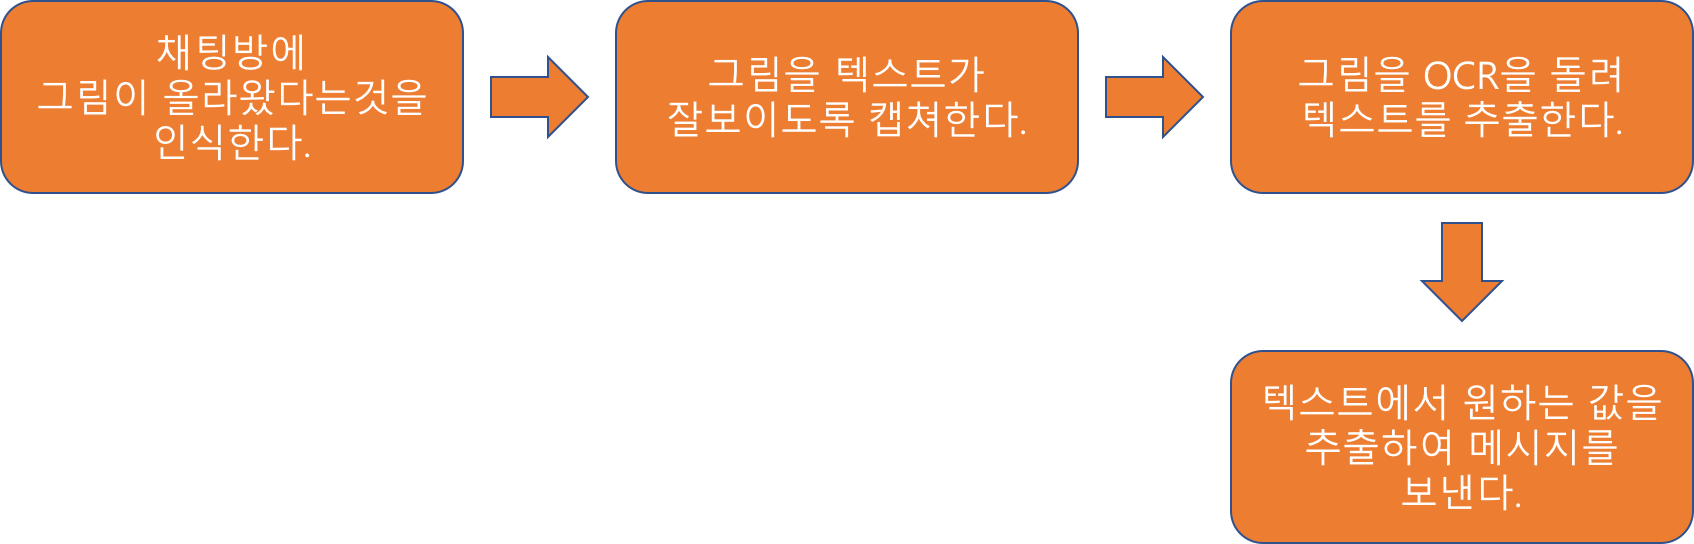 채팅방에
그림이 올라왔다는것을
인식한다.
그림을 텍스트가
잘보이도록 캡쳐한다.
그림을 OCR을 돌려
텍스트를 추출한다.
텍스트에서 원하는 값을
추출하여 메시지를
보낸다.